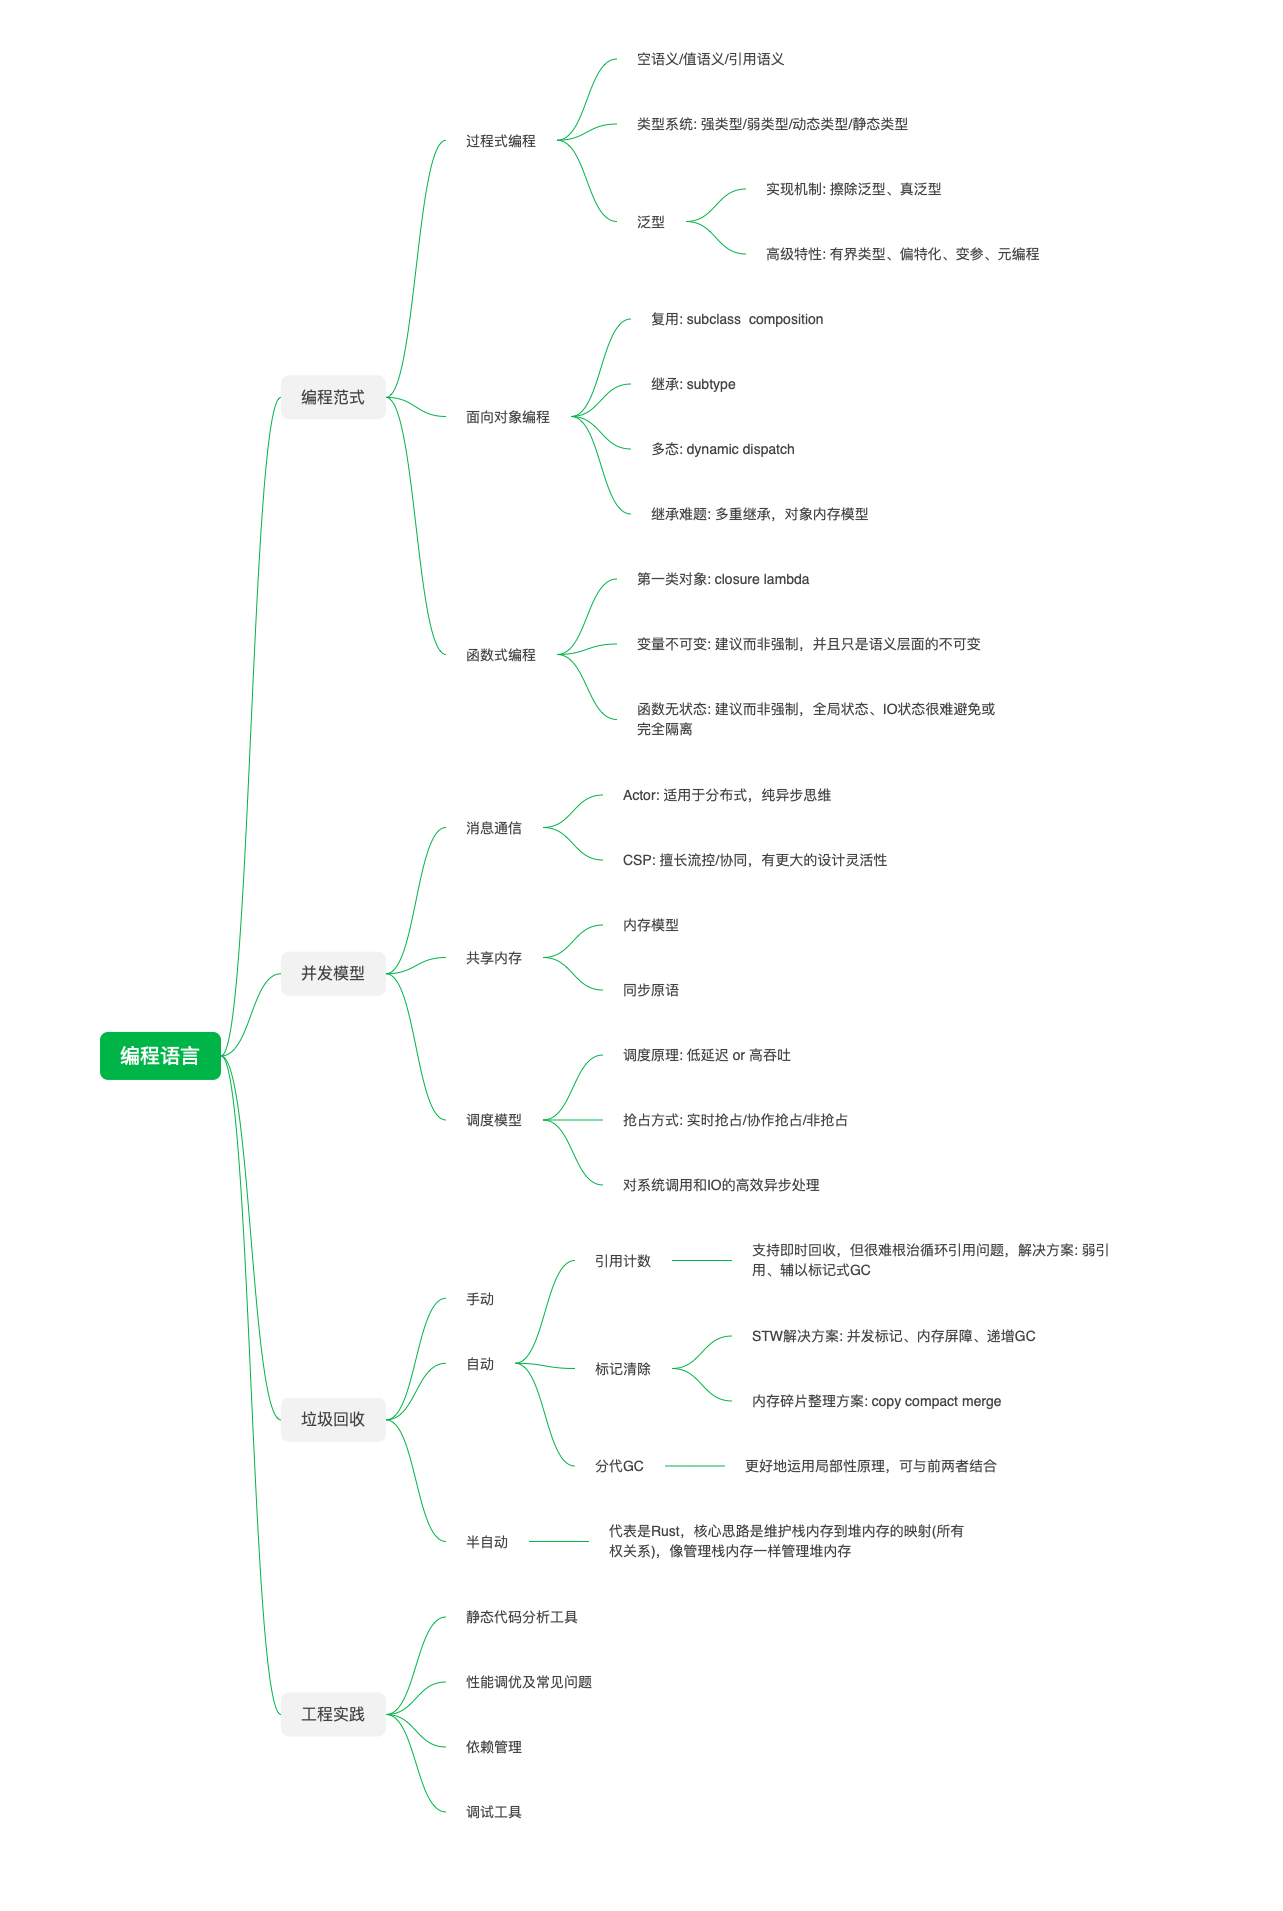 编程语言
编程范式
过程式编程
空语义/值语义/引用语义
类型系统: 强类型/弱类型/动态类型/静态类型
泛型
实现机制: 擦除泛型、真泛型
高级特性: 有界类型、偏特化、变参、元编程
面向对象编程
复用: subclass  composition
继承: subtype
多态: dynamic dispatch
继承难题: 多重继承，对象内存模型
函数式编程
第一类对象: closure lambda
变量不可变: 建议而非强制，并且只是语义层面的不可变
函数无状态: 建议而非强制，全局状态、IO状态很难避免或
完全隔离
并发模型
消息通信
Actor: 适用于分布式，纯异步思维
CSP: 擅长流控/协同，有更大的设计灵活性
共享内存
内存模型
同步原语
调度模型
调度原理: 低延迟 or 高吞吐
抢占方式: 实时抢占/协作抢占/非抢占
对系统调用和IO的高效异步处理
垃圾回收
手动
自动
引用计数
支持即时回收，但很难根治循环引用问题，解决方案: 弱引
用、辅以标记式GC
标记清除
STW解决方案: 并发标记、内存屏障、递增GC
内存碎片整理方案: copy compact merge
分代GC
更好地运用局部性原理，可与前两者结合
半自动
代表是Rust，核心思路是维护栈内存到堆内存的映射(所有
权关系)，像管理栈内存一样管理堆内存
工程实践
静态代码分析工具
性能调优及常见问题
依赖管理
调试工具